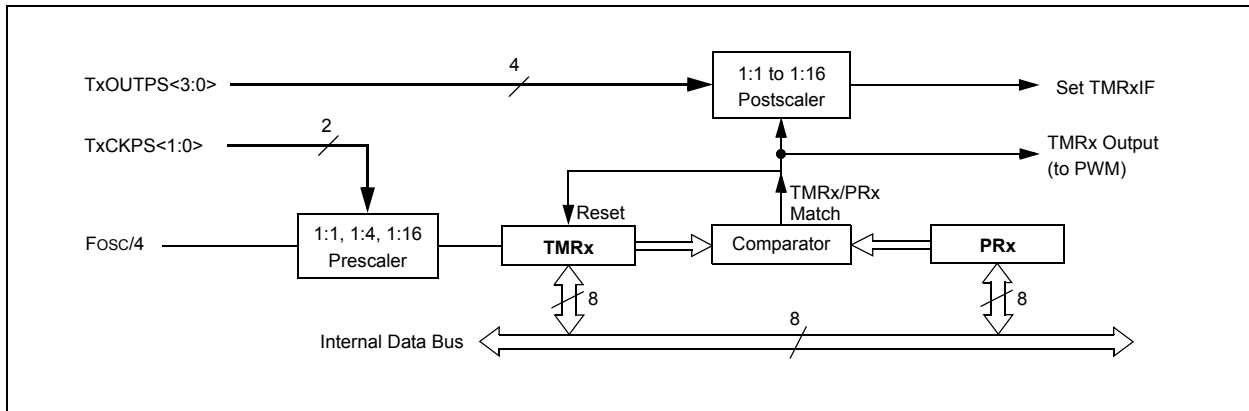 TxOUTPS<3:0>
4
1:1 to 1:16
Postscaler
Set TMRxIF
TxCKPS<1:0>
2
TMRx Output
(to PWM)
Reset
TMRx/PRx
Match
FOSC/4
1:1, 1:4, 1:16
Prescaler
TMRx
Comparator
PRx
8
8
Internal Data Bus
8